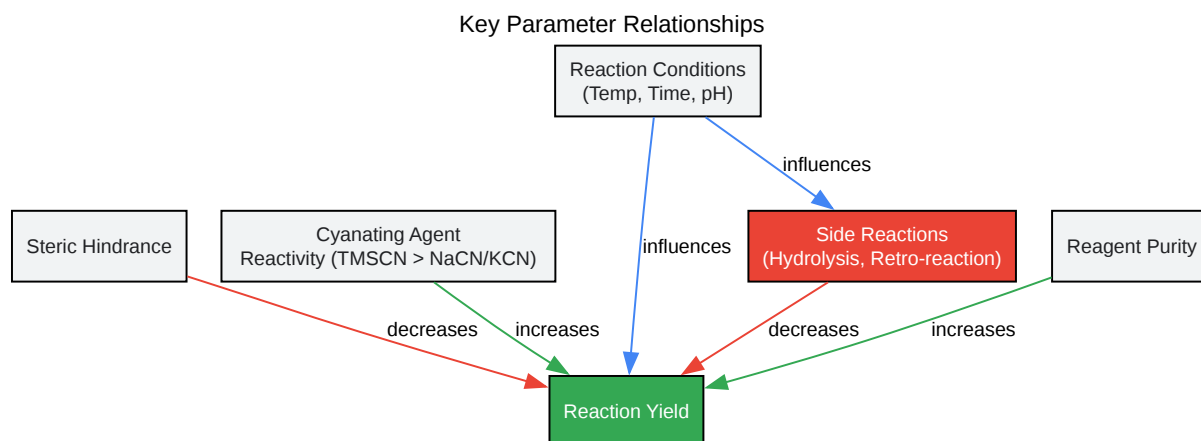 Key Parameter Relationships
Reaction Conditions
(Temp, Time, pH)
influences
Steric Hindrance
Cyanating Agent
Reactivity (TMSCN > NaCN/KCN)
Side Reactions
(Hydrolysis, Retro-reaction)
Reagent Purity
influences
decreases
increases
decreases
increases
Reaction Yield